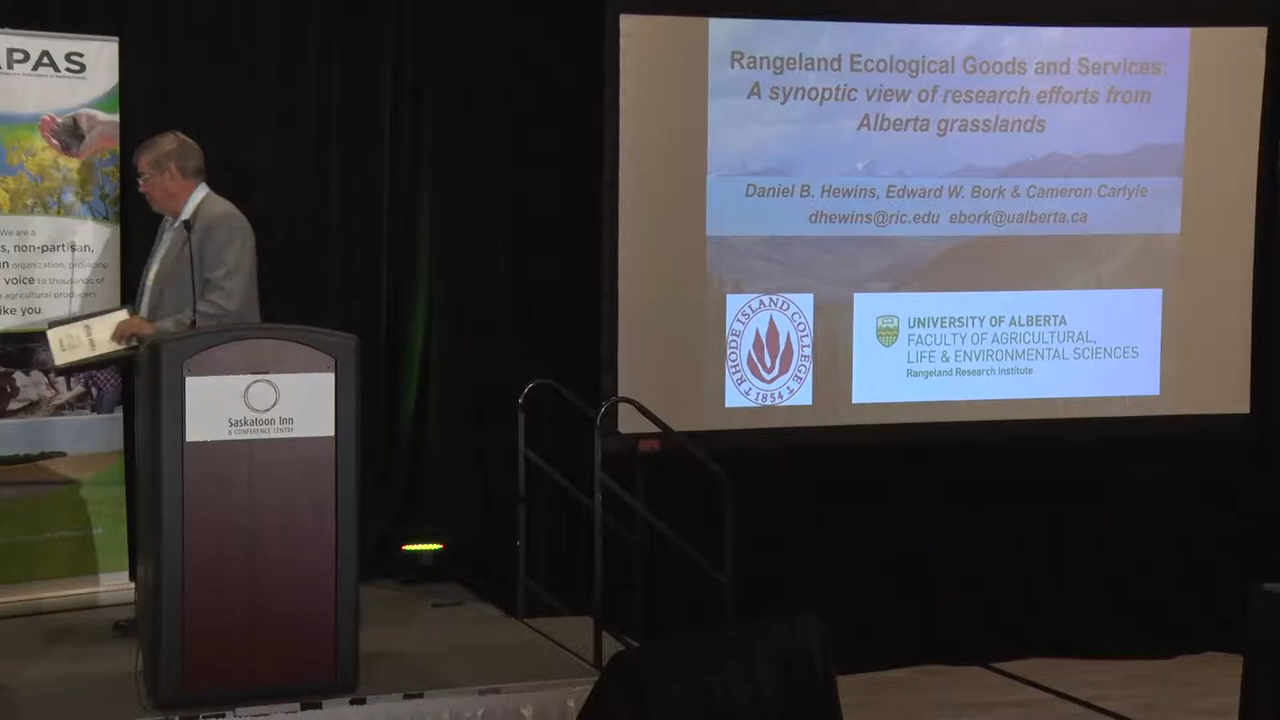 APAS
We are a
s, non-partisan,
organization, providing
voice to thousands of
agricultural producers
ike you.
Saskatoon Inn
& CONFERENCE CENTRE
Rangeland Ecological Goods and Services:
A synoptic view of research efforts from
Alberta grasslands
Daniel B. Hewins, Edward W. Bork & Cameron Carlyle
dhewins@ric.edu ebork@ualberta.ca
RHODE ISLAND COLLEGE
1854
UNIVERSITY OF ALBERTA
FACULTY OF AGRICULTURAL,
LIFE & ENVIRONMENTAL SCIENCES
Rangeland Research Institute